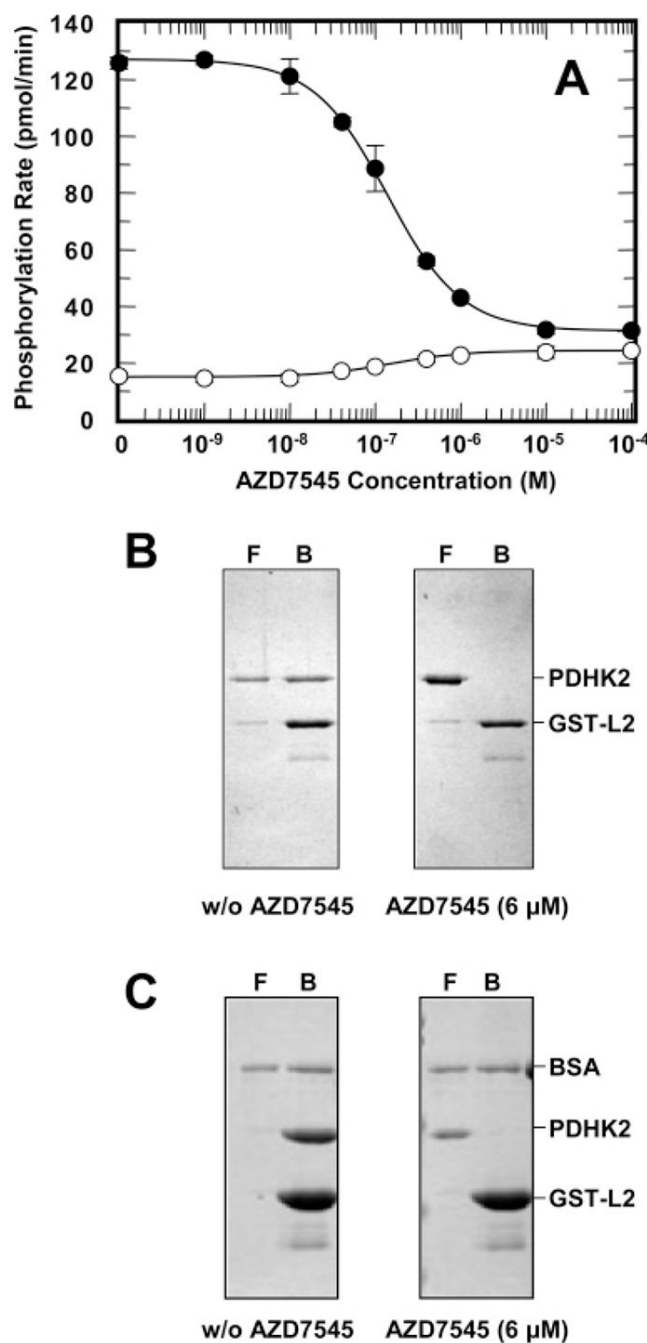 140
120
100
80
60
40
20
0
Phosphorylation Rate (pmol/min)
A
0 10-9 10-8 10-7 10-6 10-5 10-4
AZD7545 Concentration (M)
B
F B F B
PDHK2
GST-L2
w/o AZD7545 AZD7545 (6 µM)
C
F B F B
BSA
PDHK2
GST-L2
w/o AZD7545 AZD7545 (6 µM)